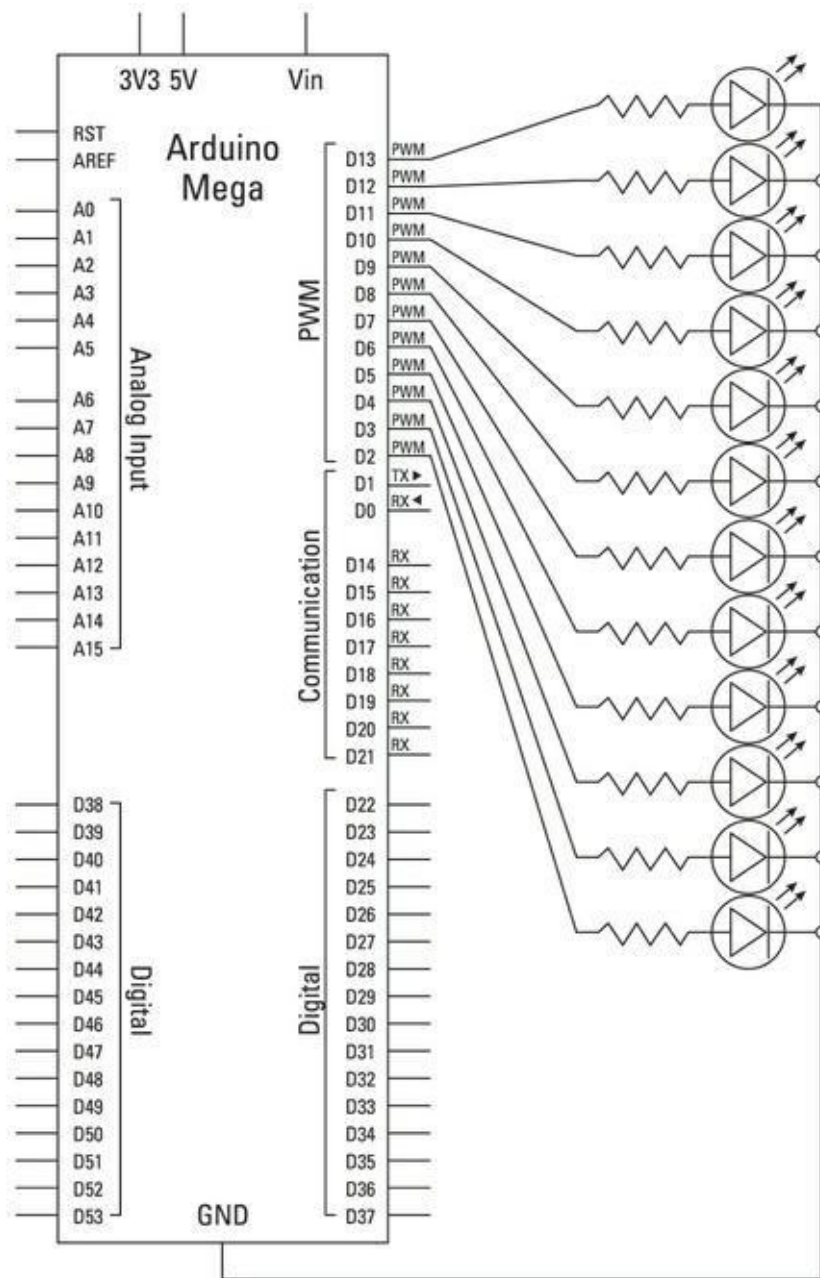 3V3 5V Vin
Arduino
Mega
RST
AREF
A0
A1
A2
A3
A4
A5
A6
A7
A8
A9
A10
A11
A12
A13
A14
A15
Analog Input
D38
D39
D40
D41
D42
D43
D44
D45
D46
D47
D48
D49
D50
D51
D52
D53
Digital
PWM
D13 PWM
D12 PWM
D11 PWM
D10 PWM
D9 PWM
D8 PWM
D7 PWM
D6 PWM
D5 PWM
D4 PWM
D3 PWM
D2 PWM
Communication
D1 TX
D0 RX
D14 RX
D15 RX
D16 RX
D17 RX
D18 RX
D19 RX
D20 RX
D21 RX
Digital
D22
D23
D24
D25
D26
D27
D28
D29
D30
D31
D32
D33
D34
D35
D36
D37
GND